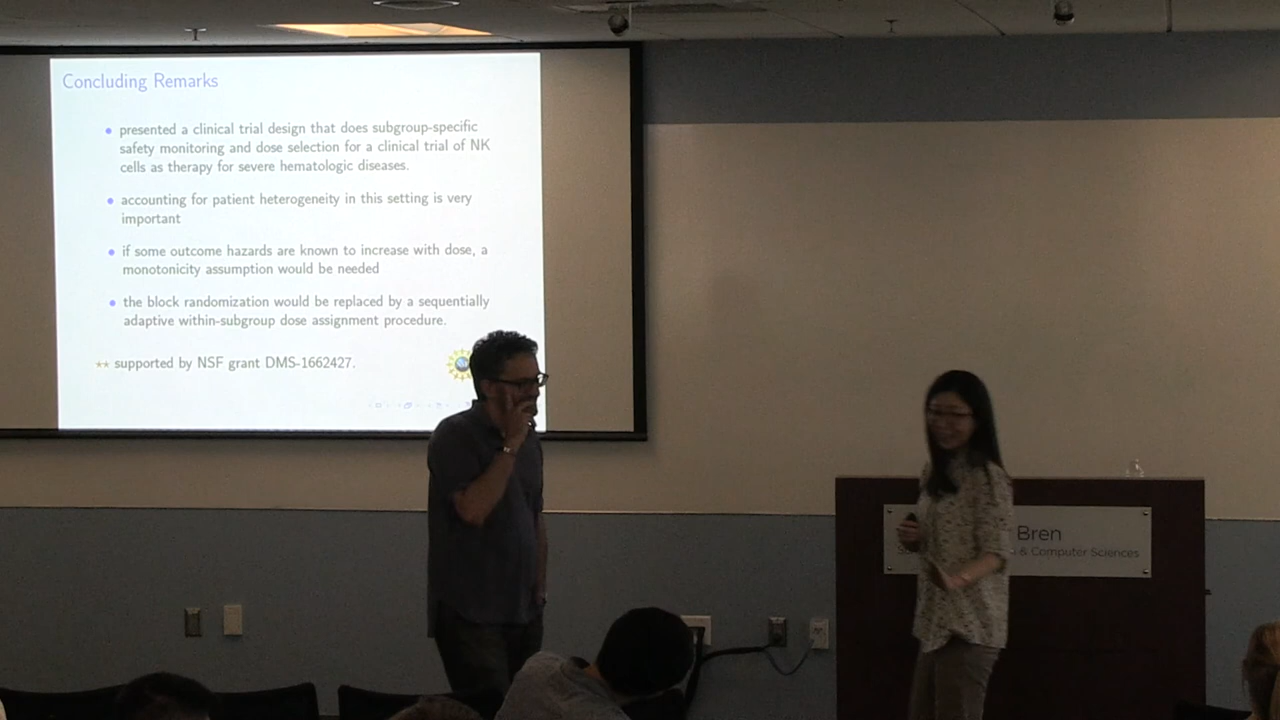 Concluding Remarks
presented a clinical trial design that does subgroup-specific
safety monitoring and dose selection for a clinical trial of NK
cells as therapy for severe hematologic diseases.
accounting for patient heterogeneity in this setting is very
important
if some outcome hazards are known to increase with dose, a
monotonicity assumption would be needed
the block randomization would be replaced by a sequentially
adaptive within-subgroup dose assignment procedure.
** supported by NSF grant DMS-1662427.
Bren
& Computer Sciences